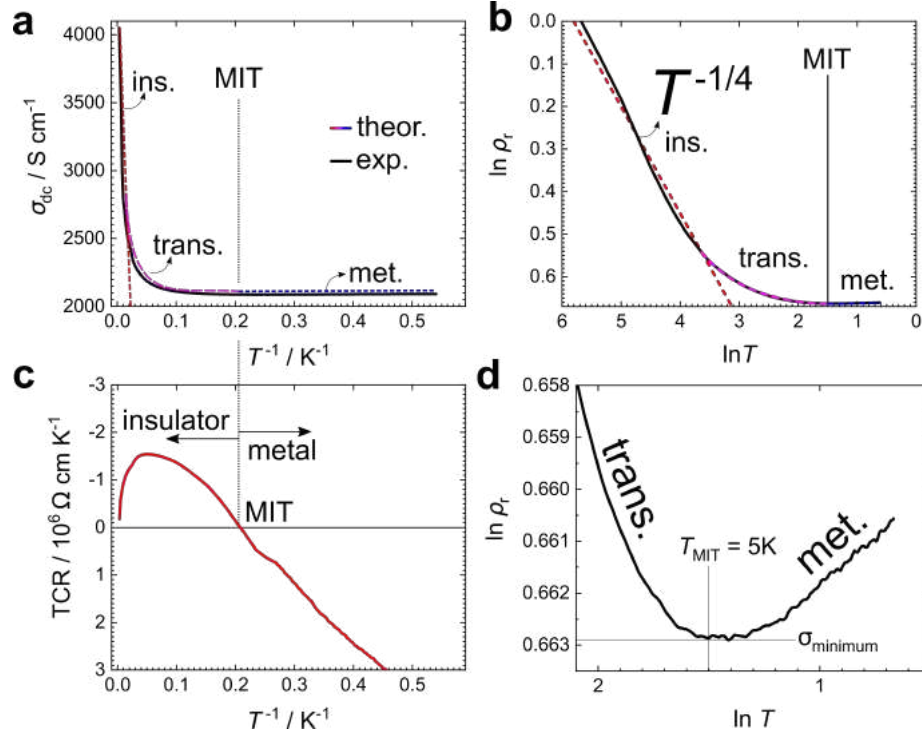 a
4000
3500
3000
2500
2000
σdc / S cm⁻¹
ins.
MIT
theor.
exp.
trans.
met.
0.0 0.1 0.2 0.3 0.4 0.5
T⁻¹ / K⁻¹
b
0.0
0.1
0.2
0.3
0.4
0.5
0.6
ln ρr
T⁻¹/⁴
MIT
ins.
trans.
met.
6 5 4 3 2 1 0
lnT
c
-3
-2
-1
0
1
2
3
TCR / 10⁶ Ω cm K⁻¹
insulator
metal
MIT
0.0 0.1 0.2 0.3 0.4 0.5
T⁻¹ / K⁻¹
d
0.658
0.659
0.660
0.661
0.662
0.663
ln ρr
trans.
TMIT = 5K
met.
σminimum
2 1
ln T